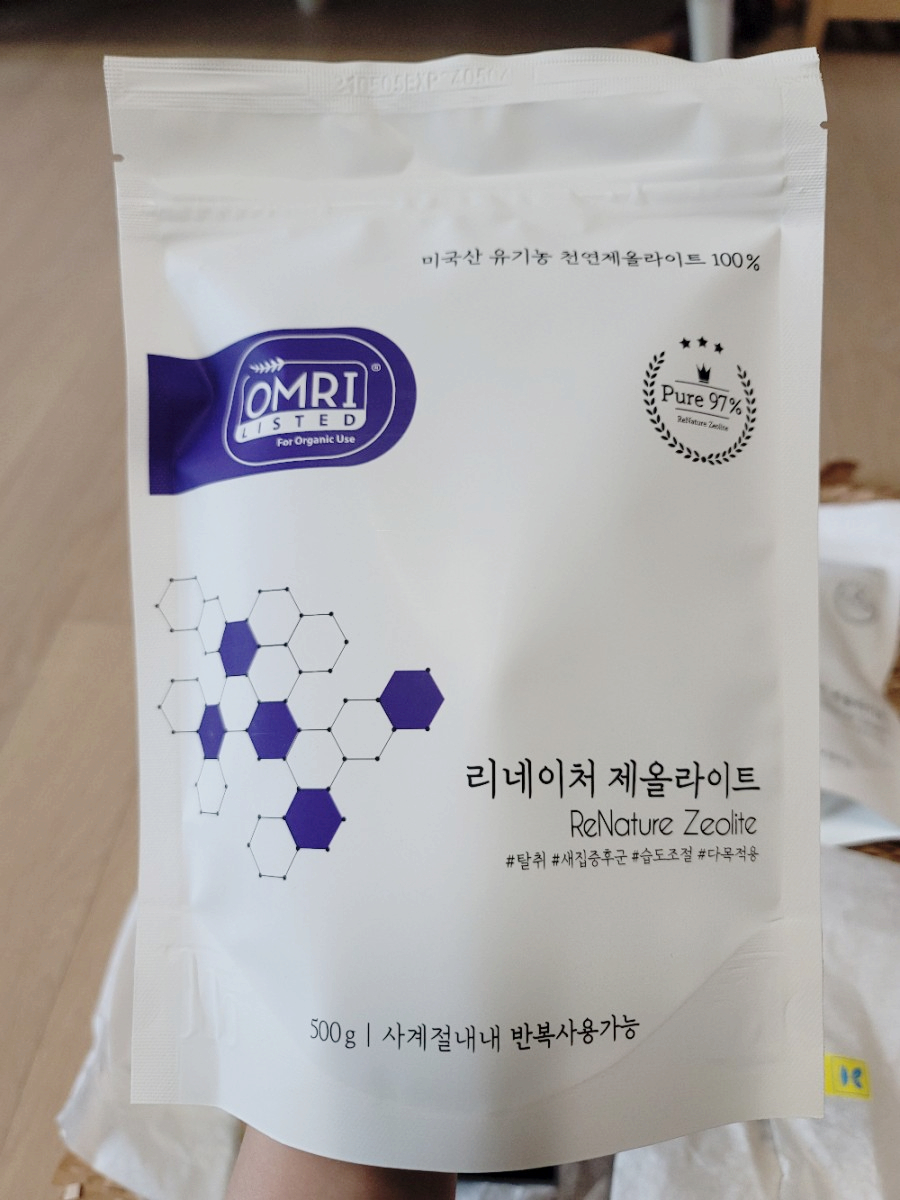 미국산 유기농 천연제올라이트 100%
OMRI®
LISTED
For Organic Use
Pure 97%
ReNature Zeolite
리네이처 제올라이트
ReNature Zeolite
#탈취 #새집증후군 #습도조절 #다목적용
500g | 사계절내내 반복사용가능